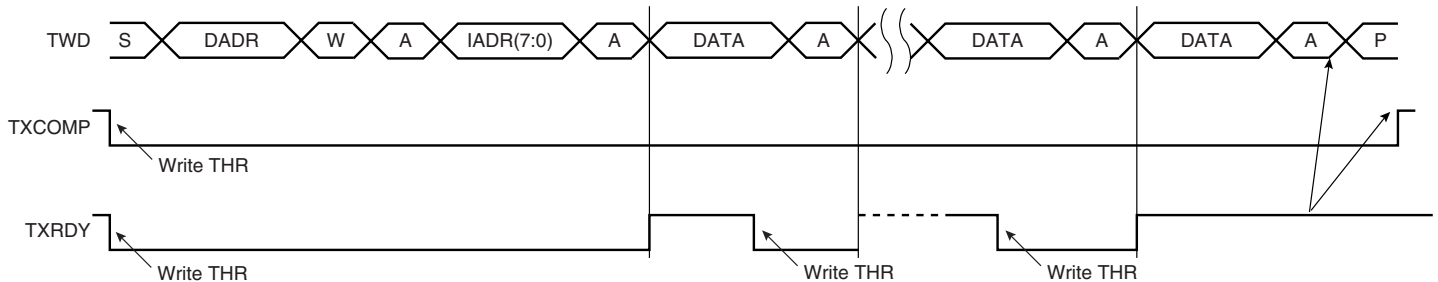 TWD S DADR W A IADR(7:0) A DATA A DATA A DATA A P
TXCOMP
Write THR
TXRDY
Write THR Write THR Write THR